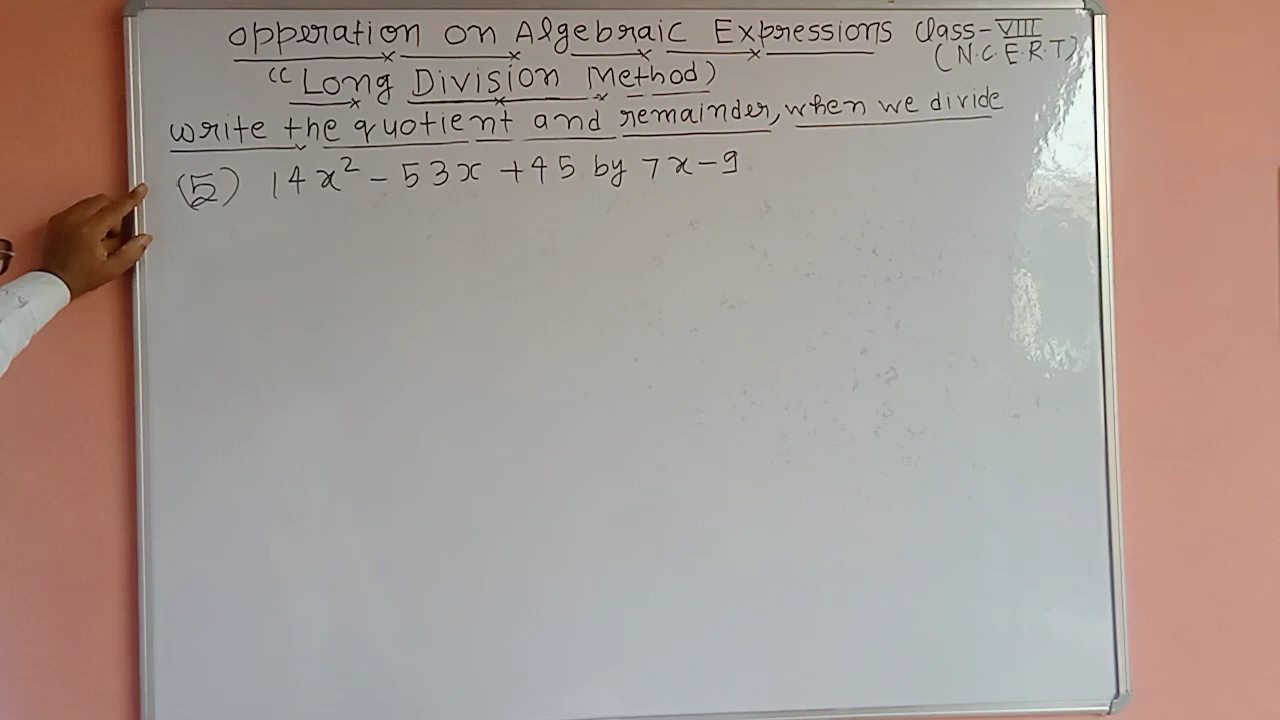 Opperation on Algebraic Expressions Class-VIII
(N.C.E.R.T)
"Long Division Method)
Write the quotient and remainder, when we divide
(5) 14x² - 53x + 45 by 7x - 9